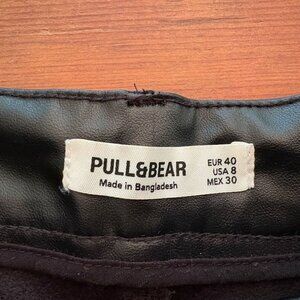 PULL&BEAR
Made in Bangladesh
EUR 40
USA 8
MEX 30